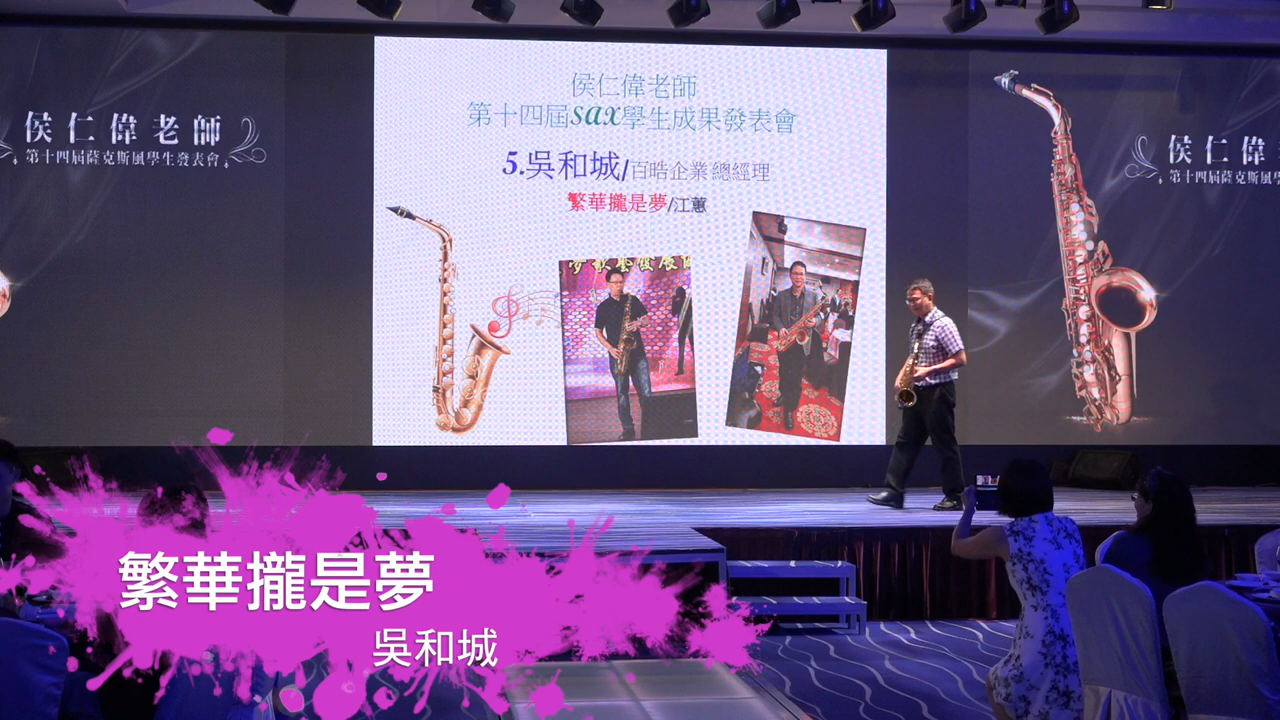 侯仁偉老師
第十四屆薩克斯風學生發表會
侯仁偉老師
第十四屆sax學生成果發表會
5.吳和城/百晧企業 總經理
繁華攏是夢/江蕙
侯仁偉
第十四屆薩克斯風學
繁華攏是夢
吳和城